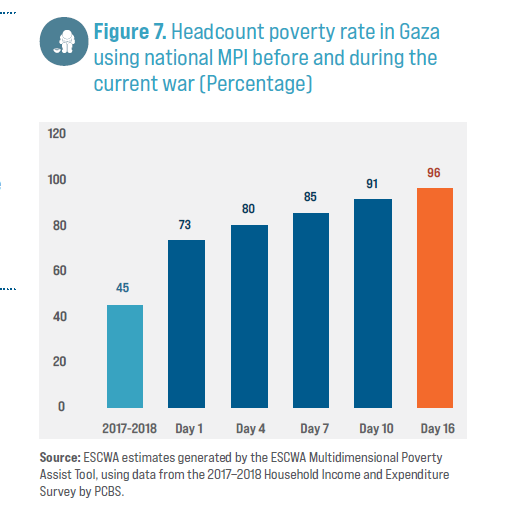 Figure 7. Headcount poverty rate in Gaza
using national MPI before and during the
current war (Percentage)
120
100
80
60
40
20
0
45
73
80
85
91
96
2017-2018 Day 1 Day 4 Day 7 Day 10 Day 16
Source: ESCWA estimates generated by the ESCWA Multidimensional Poverty
Assist Tool, using data from the 2017–2018 Household Income and Expenditure
Survey by PCBS.